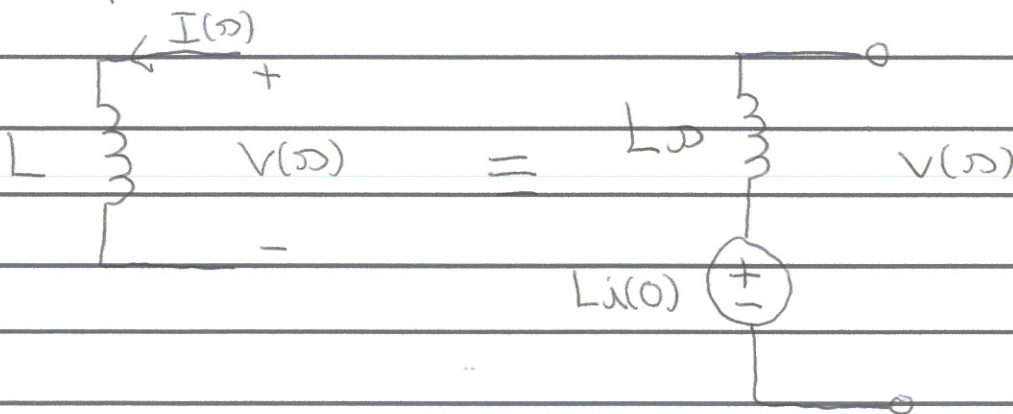 I(s)
+
L V(s) = Ls V(s)
-
Li(0) + -